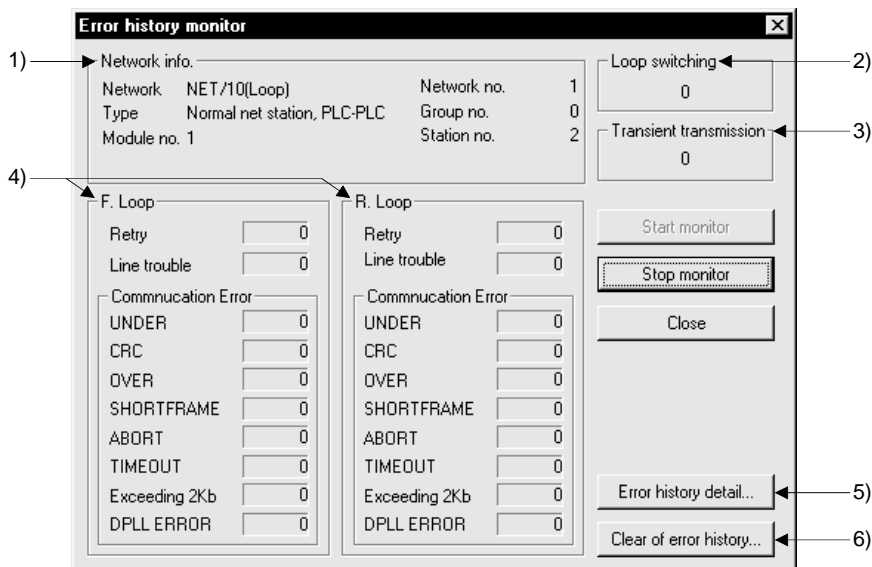 Error history monitor
1)
Network info.
Network NET/10(Loop)
Type Normal net station, PLC-PLC
Module no. 1
Network no. 1
Group no. 0
Station no. 2
Loop switching
0
2)
Transient transmission
0
3)
4)
F. Loop
Retry 0
Line trouble 0
Commnucation Error
UNDER 0
CRC 0
OVER 0
SHORTFRAME 0
ABORT 0
TIMEOUT 0
Exceeding 2Kb 0
DPLL ERROR 0
R. Loop
Retry 0
Line trouble 0
Commnucation Error
UNDER 0
CRC 0
OVER 0
SHORTFRAME 0
ABORT 0
TIMEOUT 0
Exceeding 2Kb 0
DPLL ERROR 0
Start monitor
Stop monitor
Close
Error history detail...
5)
Clear of error history...
6)